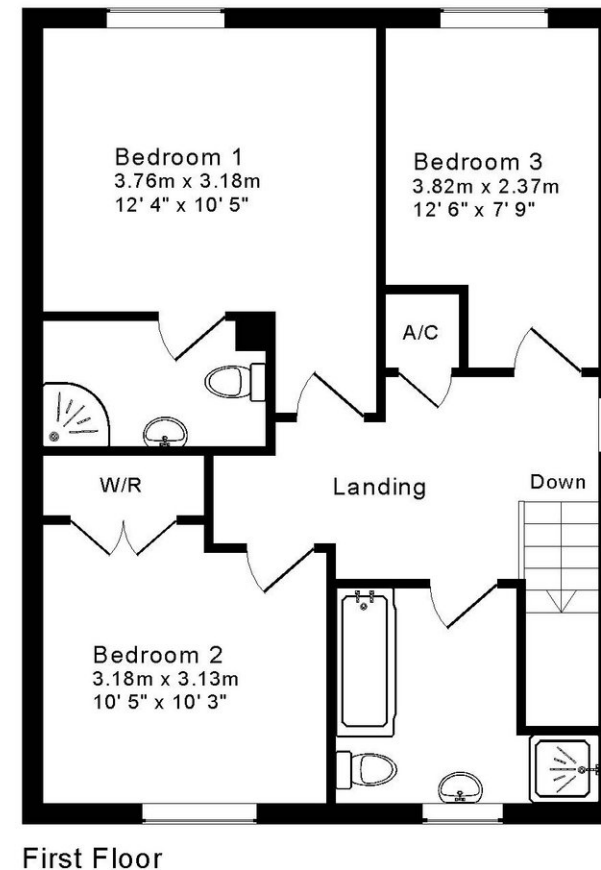 Bedroom 1
3.76m x 3.18m
12' 4" x 10' 5"
Bedroom 3
3.82m x 2.37m
12' 6" x 7' 9"
A/C
W/R
Landing
Down
Bedroom 2
3.18m x 3.13m
10' 5" x 10' 3"
First Floor